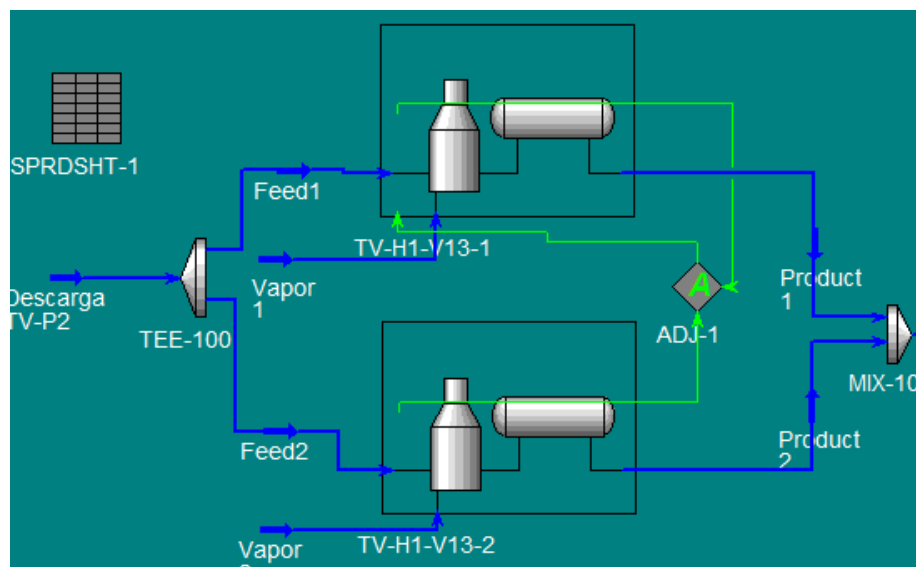 SPRDSHT-1
Feed1
TV-H1-V13-1
Vapor
1
Descarga
TV-P2
TEE-100
A
ADJ-1
Product
1
MIX-10
Feed2
Product
2
TV-H1-V13-2
Vapor